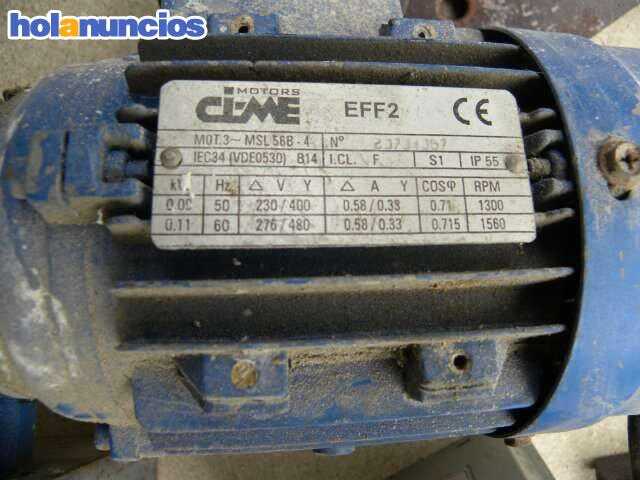 holanuncios
MOTORS
CIME EFF2 CE
MOT.3~ MSL 56B - 4 Nº
IEC34 (VDE0530) B14 I.CL. F S1 IP 55
Hz △ V Y △ A Y COSφ RPM
50 230 / 400 0.58 / 0.33 0.71 1300
0.11 60 276 / 480 0.58 / 0.33 0.715 1560